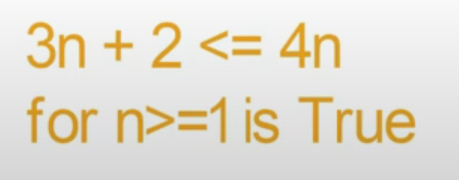 3n + 2 <= 4n
for n>=1 is True